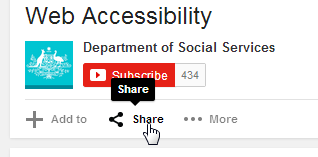 Web Accessibility
Department of Social Services
Subscribe 434
Share
Add to Share More